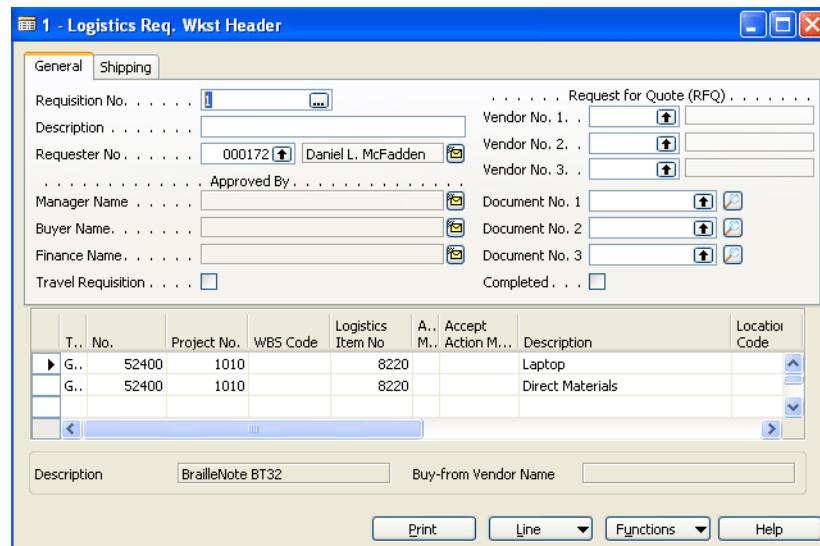 1 - Logistics Req. Wkst Header
General Shipping
Requisition No. . . . . . 1 ...
Description . . . . . . .
Requester No . . . . . . 000172 Daniel L. McFadden
. . . . . . . . . . . . . Approved By . . . . . . . . . . . . . .
Manager Name . . . . .
Buyer Name. . . . . . .
Finance Name. . . . . .
Travel Requisition . . . .
. . . . . . Request for Quote (RFQ) . . . . . . .
Vendor No. 1. .
Vendor No. 2. .
Vendor No. 3. .
Document No. 1
Document No. 2
Document No. 3
Completed . . .
T.. No. Project No. WBS Code Logistics Item No A.. M.. Accept Action M... Description Location Code
G.. 52400 1010 8220 Laptop
G.. 52400 1010 8220 Direct Materials
Description BrailleNote BT32 Buy-from Vendor Name
Print Line Functions Help